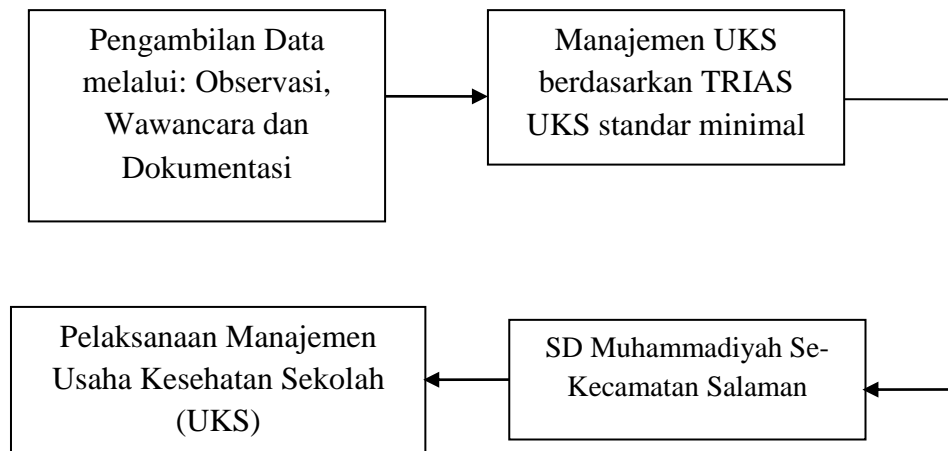 Pengambilan Data
melalui: Observasi,
Wawancara dan
Dokumentasi
Manajemen UKS
berdasarkan TRIAS
UKS standar minimal
SD Muhammadiyah Se-
Kecamatan Salaman
Pelaksanaan Manajemen
Usaha Kesehatan Sekolah
(UKS)